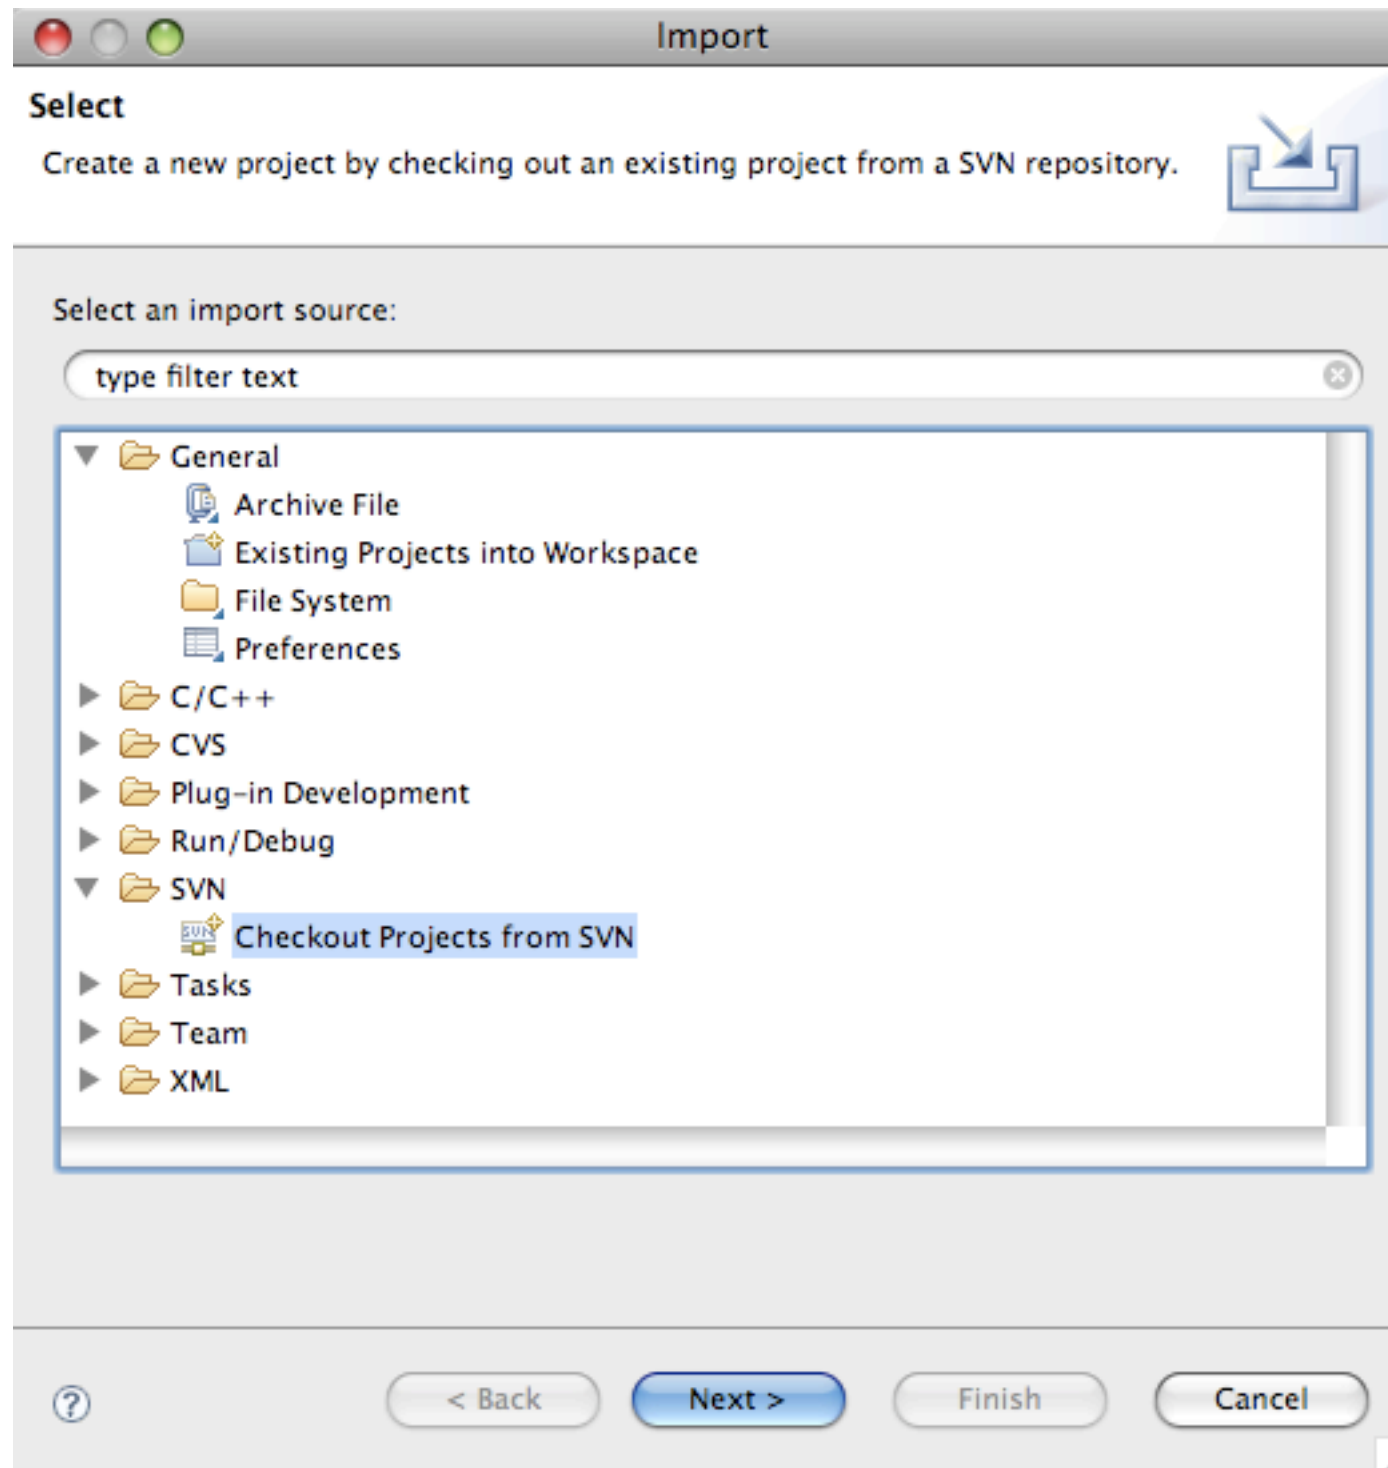 Import
Select
Create a new project by checking out an existing project from a SVN repository.
Select an import source:
type filter text
General
Archive File
Existing Projects into Workspace
File System
Preferences
C/C++
CVS
Plug-in Development
Run/Debug
SVN
Checkout Projects from SVN
Tasks
Team
XML
? < Back Next > Finish Cancel